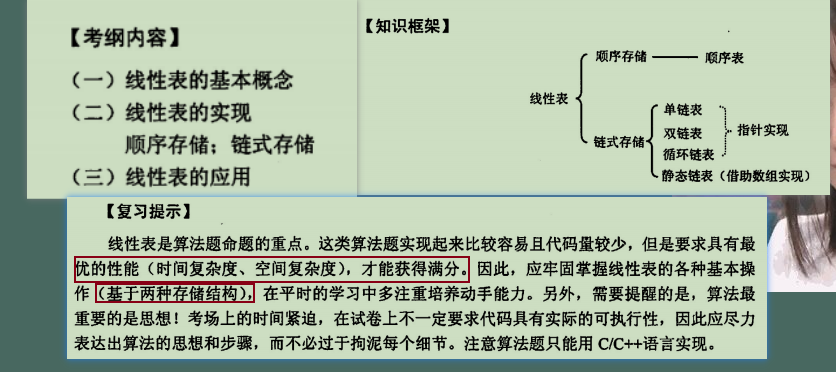 【考纲内容】
（一）线性表的基本概念
（二）线性表的实现
顺序存储；链式存储
（三）线性表的应用
【知识框架】
线性表
顺序存储
顺序表
链式存储
单链表
双链表
循环链表
指针实现
静态链表（借助数组实现）
【复习提示】
线性表是算法题命题的重点。这类算法题实现起来比较容易且代码量较少，但是要求具有最
优的性能（时间复杂度、空间复杂度），才能获得满分。因此，应牢固掌握线性表的各种基本操
作（基于两种存储结构），在平时的学习中多注重培养动手能力。另外，需要提醒的是，算法最
重要的是思想！考场上的时间紧迫，在试卷上不一定要求代码具有实际的可执行性，因此应尽力
表达出算法的思想和步骤，而不必过于拘泥每个细节。注意算法题只能用 C/C++语言实现。